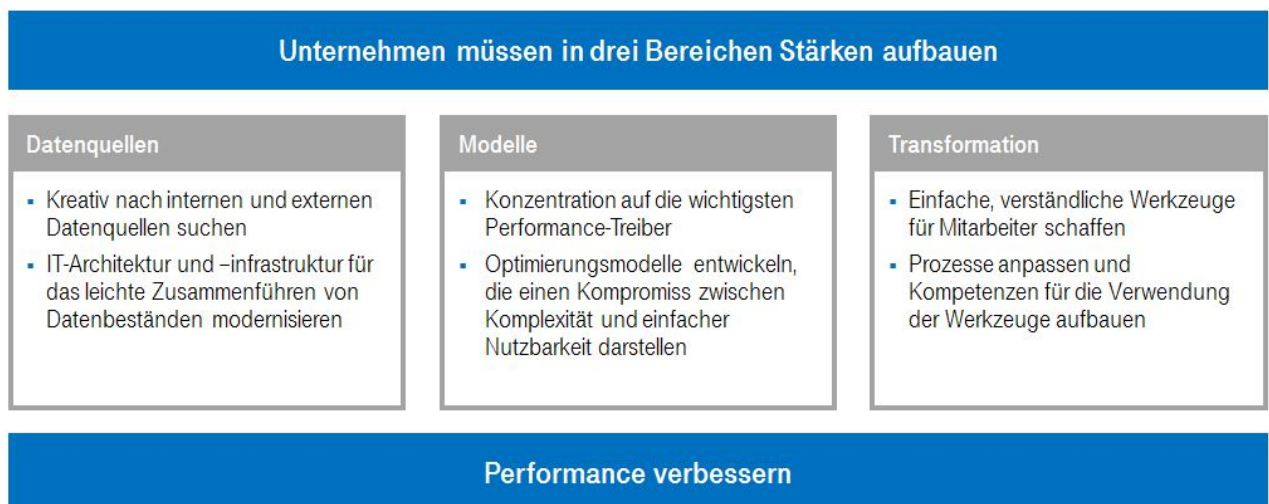 Unternehmen müssen in drei Bereichen Stärken aufbauen
Datenquellen
▪ Kreativ nach internen und externen
Datenquellen suchen
▪ IT-Architektur und –infrastruktur für
das leichte Zusammenführen von
Datenbeständen modernisieren
Modelle
▪ Konzentration auf die wichtigsten
Performance-Treiber
▪ Optimierungsmodelle entwickeln,
die einen Kompromiss zwischen
Komplexität und einfacher
Nutzbarkeit darstellen
Transformation
▪ Einfache, verständliche Werkzeuge
für Mitarbeiter schaffen
▪ Prozesse anpassen und
Kompetenzen für die Verwendung
der Werkzeuge aufbauen
Performance verbessern